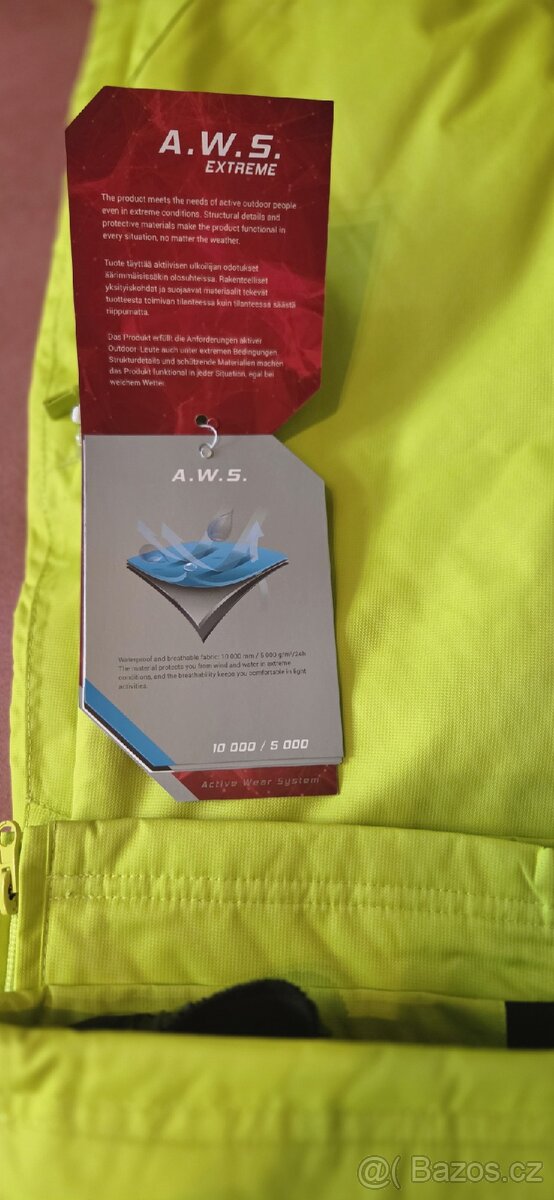 A.W.S.
EXTREME
The product meets the needs of active outdoor people
even in extreme conditions. Structural details and
protective materials make the product functional in
every situation, no matter the weather.
Tuote täyttää aktiivisen ulkoilijan odotukset
äärimmäisissäkin olosuhteissa. Rakenteelliset
yksityiskohdat ja suojaavat materiaalit tekevät
tuotteesta toimivan tilanteessa kuin tilanteessa säästä
riippumatta.
Das Produkt erfüllt die Anforderungen aktiver
Outdoor-Leute auch unter extremen Bedingungen.
Strukturdetails und schützende Materialien machen
das Produkt funktional in jeder Situation, egal bei
welchem Wetter.
A.W.S.
Waterproof and breathable fabric: 10 000 mm / 5 000 g/m²/24h
The material protects you from wind and water in extreme
conditions, and the breathability keeps you comfortable in light
activities.
10 000 / 5 000
Active Wear System
@( Bazos.cz